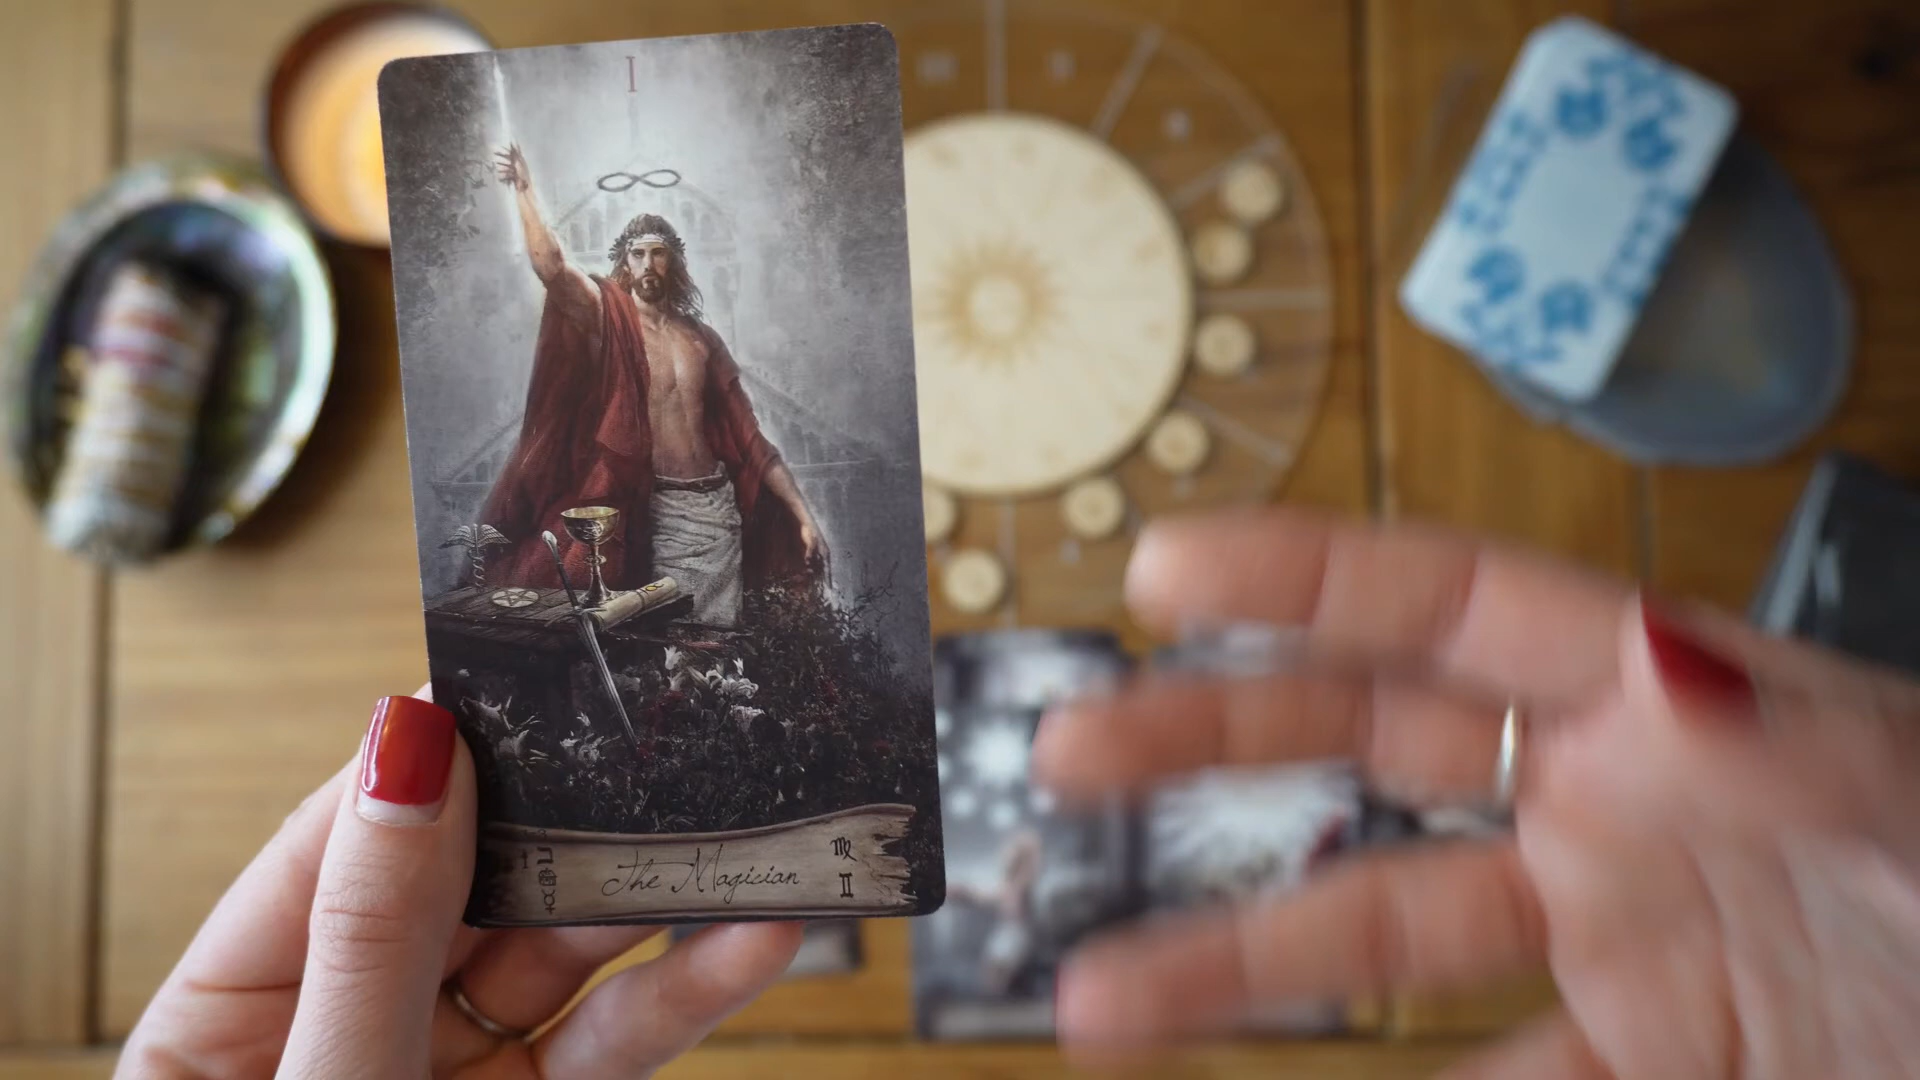 I
The Magician
♍
♊